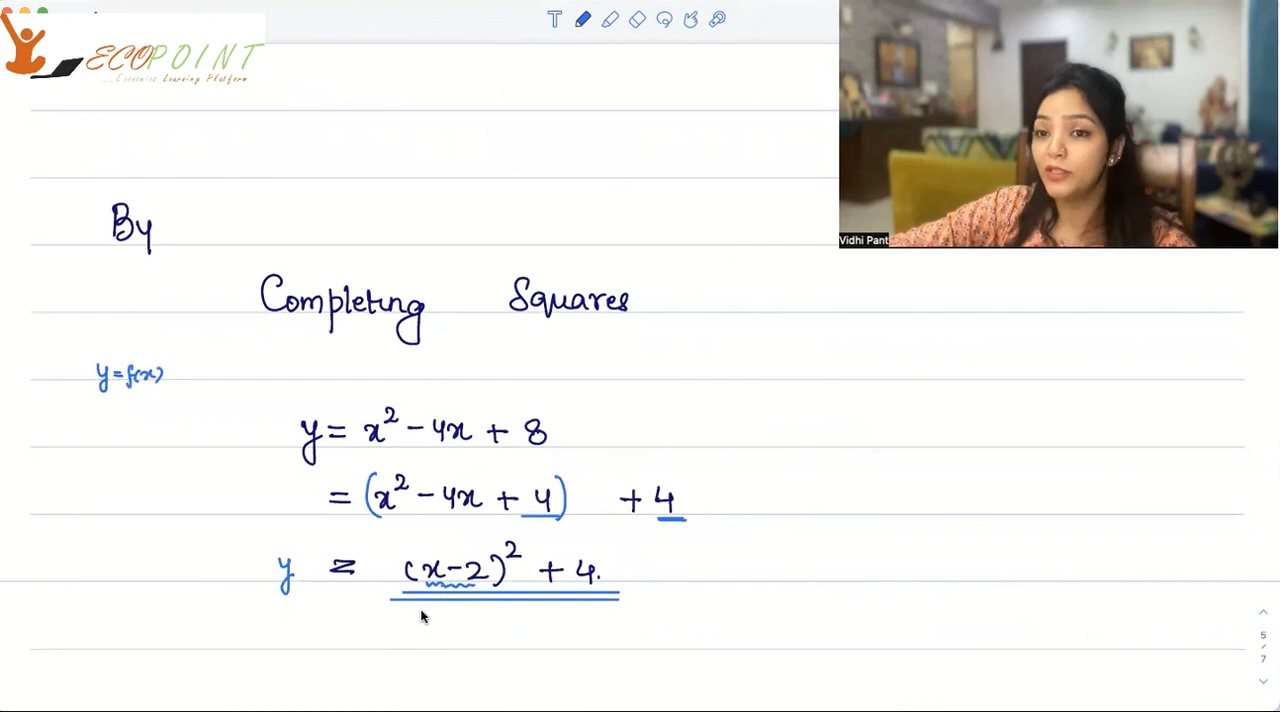 ECOPOINT
.....Economics Learning Platform
T
Vidhi Pant
By
Completing Squares
y = f(x)
y = x² - 4x + 8
= (x² - 4x + 4) + 4
y = (x-2)² + 4.
5
7